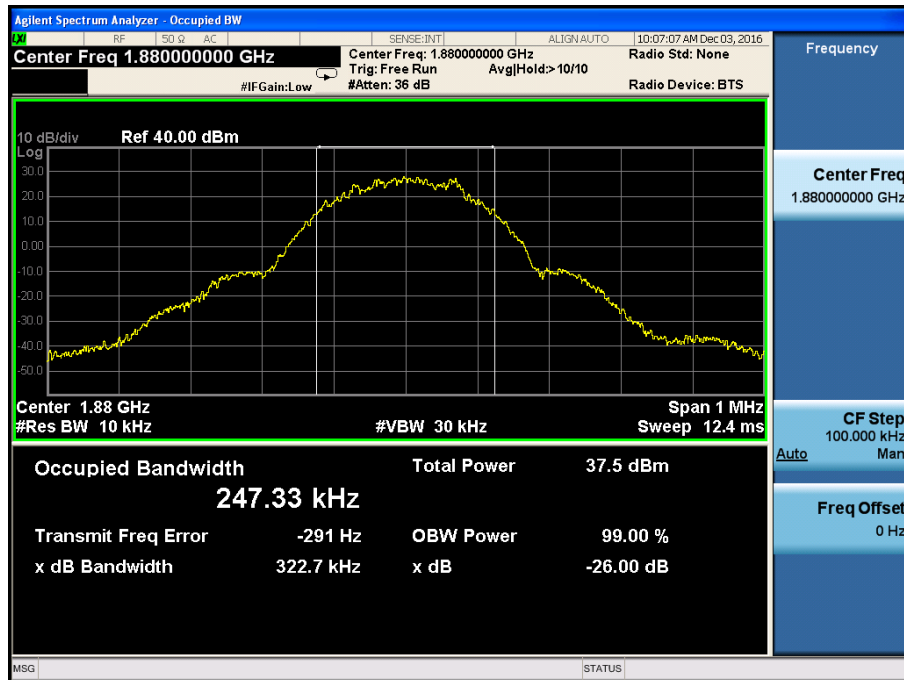 Agilent Spectrum Analyzer - Occupied BW
LXI RF 50 Ω AC SENSE:INT ALIGN AUTO 10:07:07 AM Dec 03, 2016
Center Freq 1.880000000 GHz
Center Freq: 1.880000000 GHz
Radio Std: None
Trig: Free Run Avg|Hold:>10/10
#IFGain:Low
#Atten: 36 dB
Radio Device: BTS
10 dB/div
Ref 40.00 dBm
Log
30.0
20.0
10.0
0.00
-10.0
-20.0
-30.0
-40.0
-50.0
Center 1.88 GHz
Span 1 MHz
#Res BW 10 kHz
#VBW 30 kHz
Sweep 12.4 ms
Occupied Bandwidth
Total Power 37.5 dBm
247.33 kHz
Transmit Freq Error -291 Hz
OBW Power 99.00 %
x dB Bandwidth 322.7 kHz
x dB -26.00 dB
MSG
STATUS
Frequency
Center Freq
1.880000000 GHz
CF Step
100.000 kHz
Auto Man
Freq Offset
0 Hz